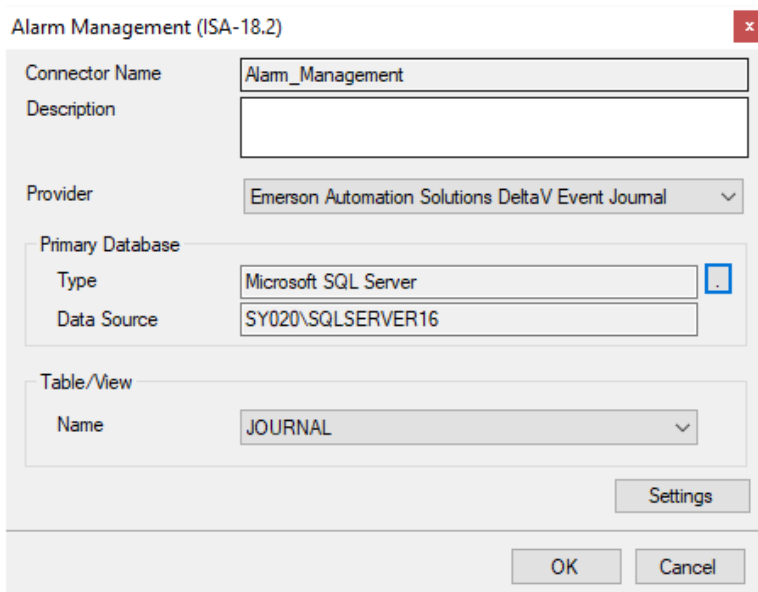 Alarm Management (ISA-18.2)
x
Connector Name
Alarm_Management
Description
Provider
Emerson Automation Solutions DeltaV Event Journal
Primary Database
Type
Microsoft SQL Server
.
Data Source
SY020\SQLSERVER16
Table/View
Name
JOURNAL
Settings
OK
Cancel